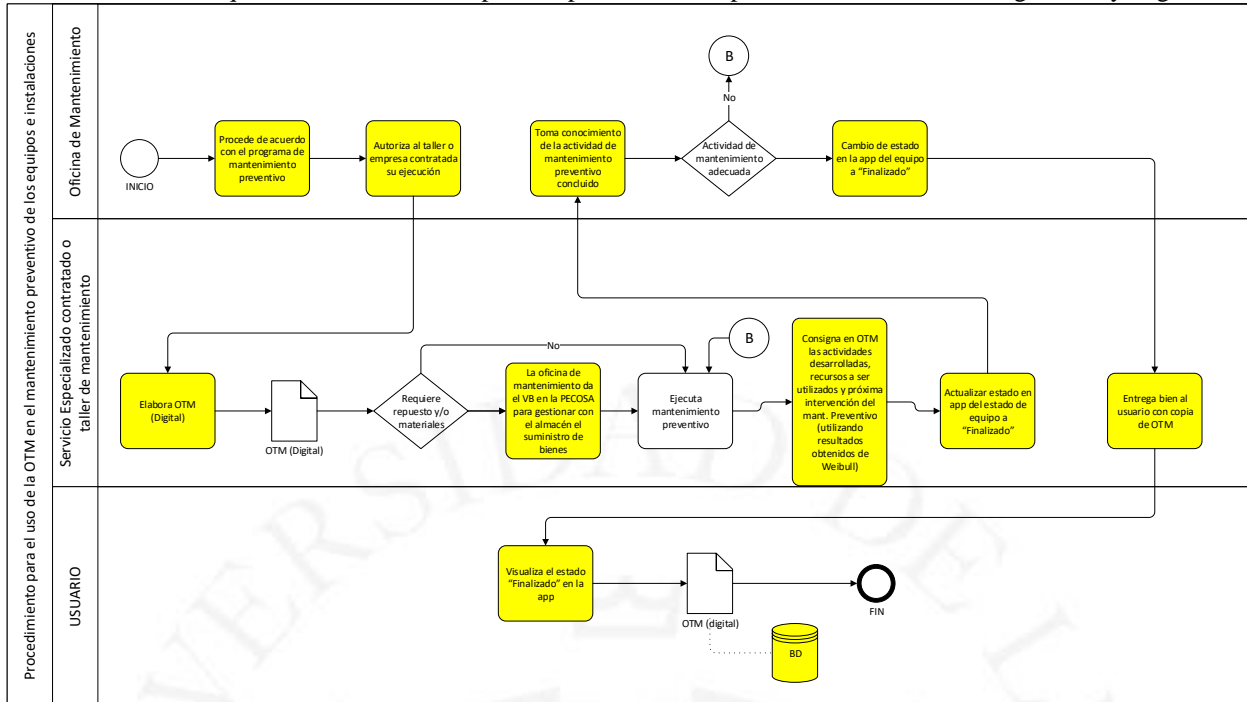 Procedimiento para el uso de la OTM en el mantenimiento preventivo de los equipos e instalaciones
Oficina de Mantenimiento
INICIO
Procede de acuerdo
con el programa de
mantenimiento
preventivo
Autoriza al taller o
empresa contratada
su ejecución
Toma conocimiento
de la actividad de
mantenimiento
preventivo
concluido
B
No
Actividad de
mantenimiento
adecuada
Cambio de estado
en la app del equipo
a “Finalizado”
Servicio Especializado contratado o
taller de mantenimiento
Elabora OTM
(Digital)
OTM (Digital)
Requiere
repuesto y/o
materiales
No
La oficina de
mantenimiento da
el VB en la PECOSA
para gestionar con
el almacén el
suministro de
bienes
B
Ejecuta
mantenimiento
preventivo
Consigna en OTM
las actividades
desarrolladas,
recursos a ser
utilizados y próxima
intervención del
mant. Preventivo
(utilizando
resultados
obtenidos de
Weibull)
Actualizar estado en
app del estado de
equipo a
“Finalizado”
Entrega bien al
usuario con copia
de OTM
USUARIO
Visualiza el estado
“Finalizado” en la
app
OTM (digital)
BD
FIN
VERSIDAD DE L